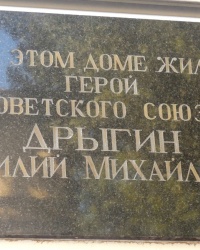 ЭТОМ ДОМЕ ЖИЛ
ГЕРОЙ
ОВЕТСКОГО СОЮЗ
ДРЫГИН
ИЛИЙ МИХАЙЛ